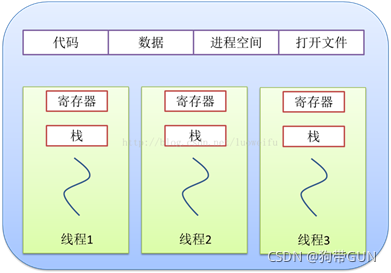 代码 数据 进程空间 打开文件
寄存器 寄存器 寄存器
栈 栈 栈
线程1 线程2 线程3
CSDN @狗带GUN